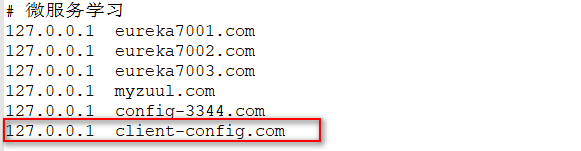 # 微服务学习
127.0.0.1  eureka7001.com
127.0.0.1  eureka7002.com
127.0.0.1  eureka7003.com
127.0.0.1  myzuul.com
127.0.0.1  config-3344.com
127.0.0.1  client-config.com